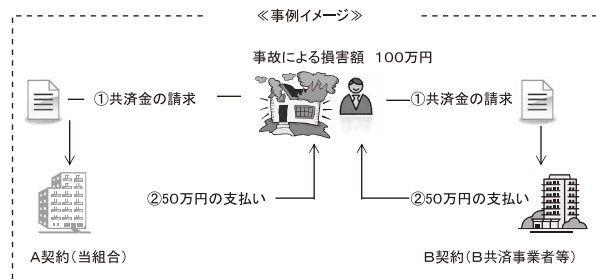 ≪事例イメージ≫
事故による損害額 100万円
①共済金の請求
①共済金の請求
②50万円の支払い
②50万円の支払い
A契約(当組合)
B契約(B共済事業者等)